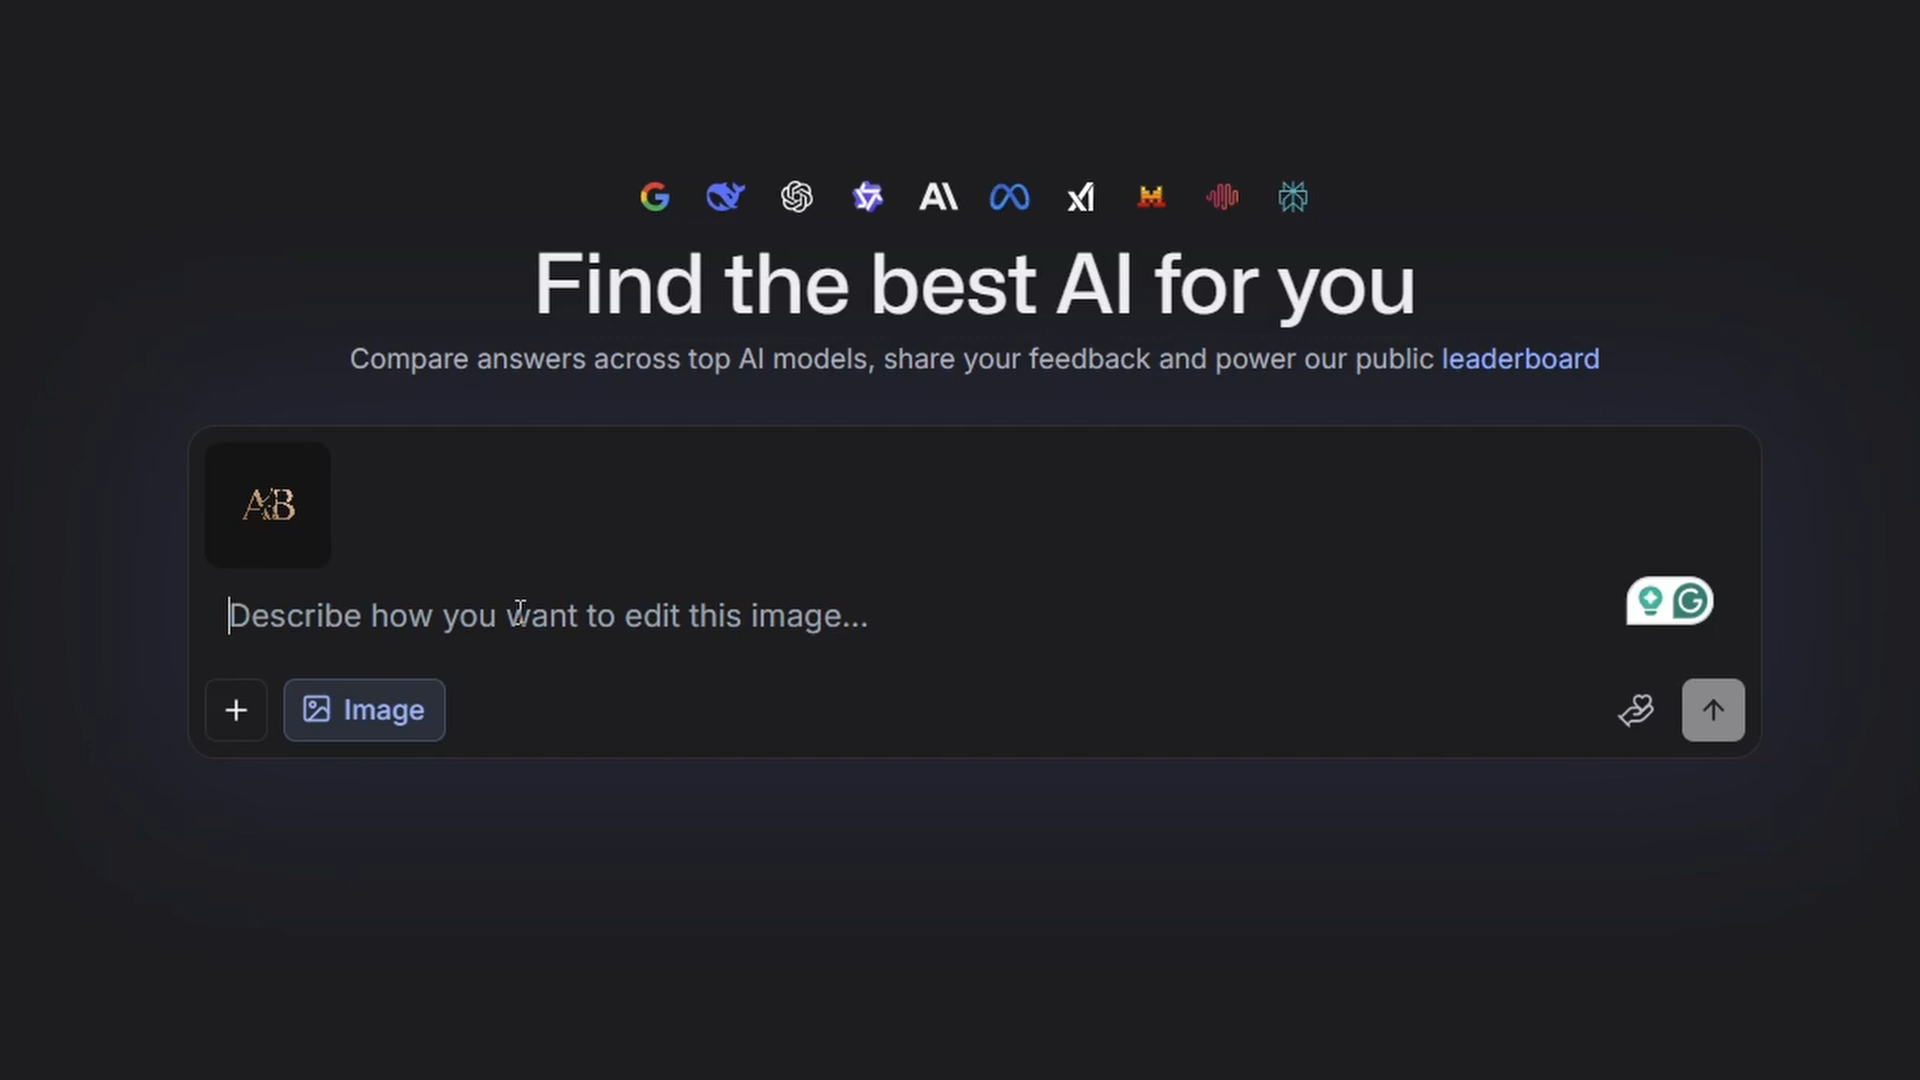 Find the best AI for you
Compare answers across top AI models, share your feedback and power our public leaderboard
AB
Describe how you want to edit this image...
Image